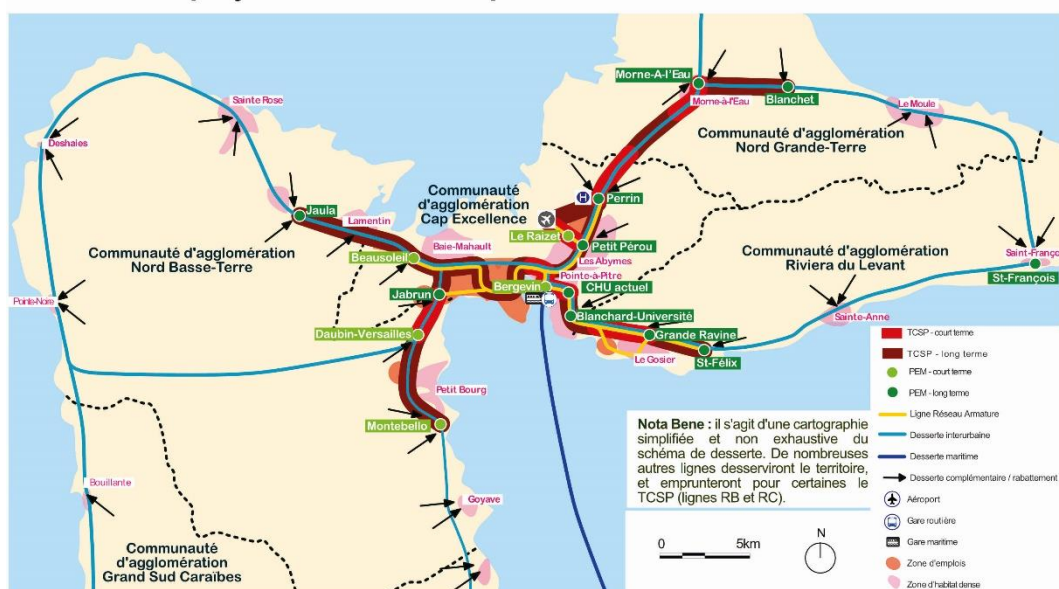 Morne-A-l'Eau
Morne-à-l'Eau
Blanchet
Le Moule
Communauté d'agglomération
Nord Grande-Terre
Sainte Rose
Deshaies
Communauté
d'agglomération
Cap Excellence
H
Perrin
Jaula
Lamentin
Le Raizet
Petit Pérou
Baie-Mahault
Les Abymes
Beausoleil
Communauté d'agglomération
Nord Basse-Terre
Communauté d'agglomération
Riviera du Levant
Saint-Franço
St-François
Pointe-à-Pitre
Bergevin
CHU actuel
Jabrun
Pointe-Noire
Blanchard-Université
Sainte-Anne
Daubin-Versailles
Grande Ravine
St-Félix
Le Gosier
Petit Bourg
Montebello
Bouillante
Goyave
Communauté
d'agglomération
Grand Sud Caraïbes
Nota Bene : il s'agit d'une cartographie
simplifiée et non exhaustive du
schéma de desserte. De nombreuses
autres lignes desserviront le territoire,
et emprunteront pour certaines le
TCSP (lignes RB et RC).
0 5km
N
TCSP - court terme
TCSP - long terme
PEM - court terme
PEM - long terme
Ligne Réseau Armature
Desserte interurbaine
Desserte maritime
Desserte complémentaire / rabattement
Aéroport
Gare routière
Gare maritime
Zone d'emplois
Zone d'habitat dense